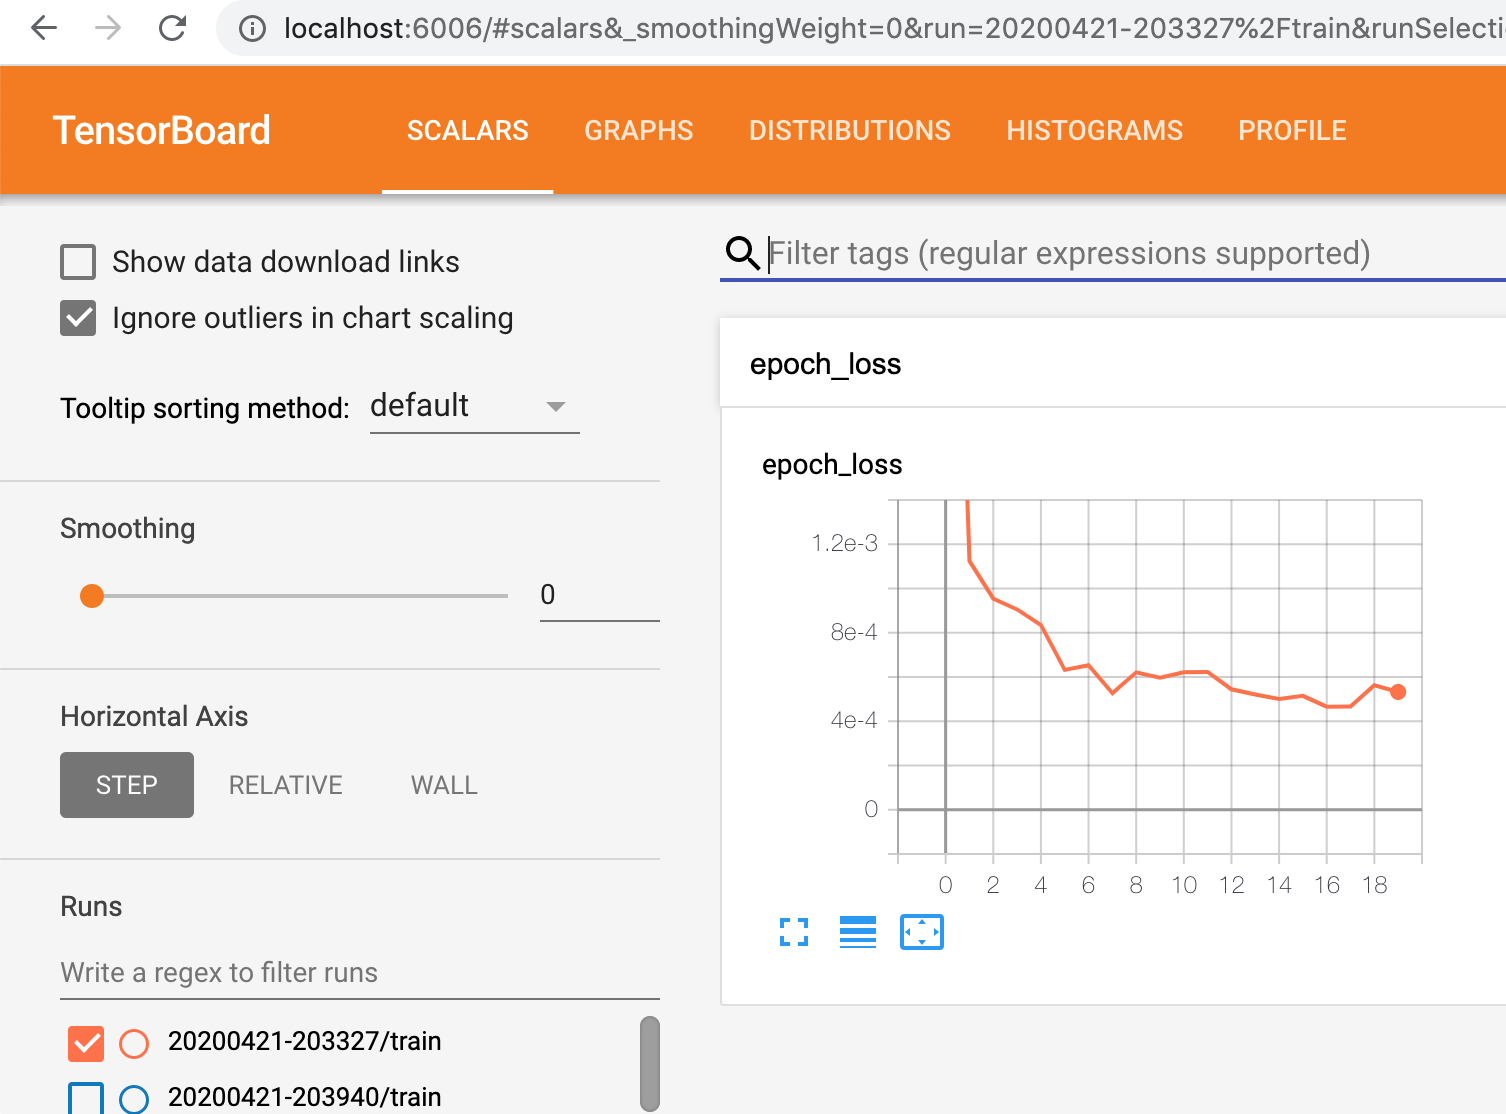 localhost:6006/#scalars&_smoothingWeight=0&run=20200421-203327%2Ftrain&runSelecti
TensorBoard SCALARS GRAPHS DISTRIBUTIONS HISTOGRAMS PROFILE
Show data download links
Ignore outliers in chart scaling
Tooltip sorting method: default
Smoothing
0
Horizontal Axis
STEP RELATIVE WALL
Runs
Write a regex to filter runs
20200421-203327/train
20200421-203940/train
Filter tags (regular expressions supported)
epoch_loss
epoch_loss
1.2e-3
8e-4
4e-4
0
0 2 4 6 8 10 12 14 16 18